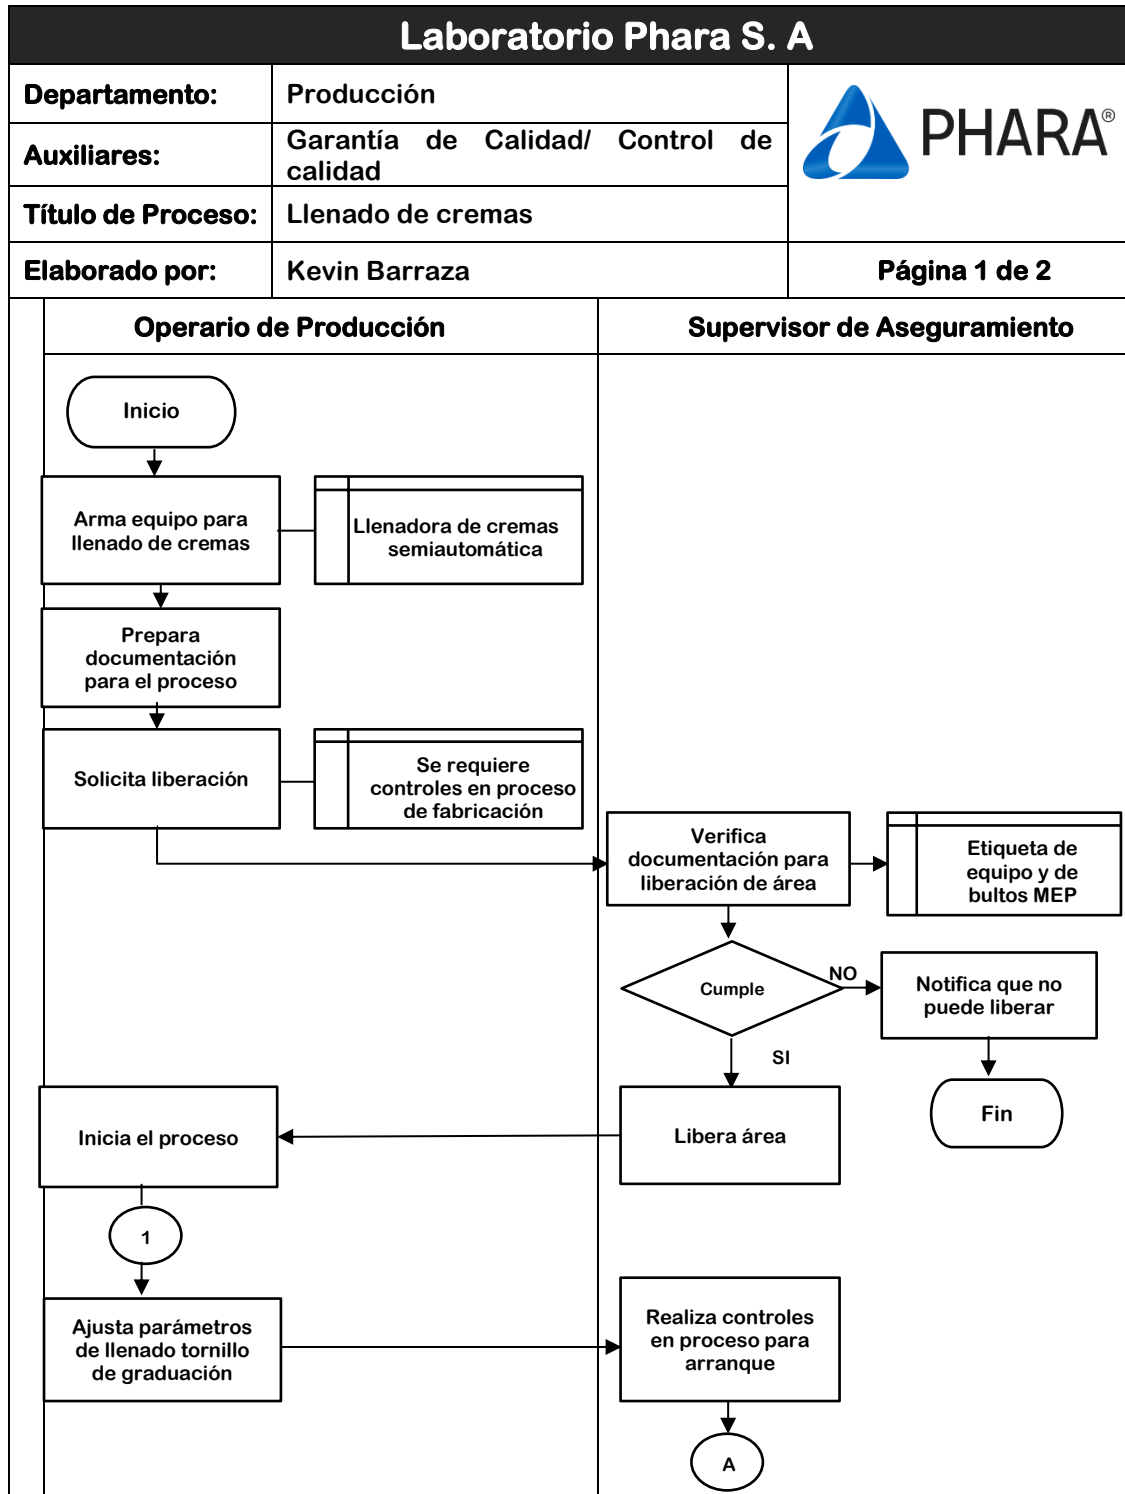 Laboratorio Phara S. A
Departamento:
Producción
PHARA®
Auxiliares:
Garantía de Calidad/ Control de
calidad
Título de Proceso:
Llenado de cremas
Elaborado por:
Kevin Barraza
Página 1 de 2
Operario de Producción
Supervisor de Aseguramiento
Inicio
Arma equipo para
llenado de cremas
Llenadora de cremas
semiautomática
Prepara
documentación
para el proceso
Solicita liberación
Se requiere
controles en proceso
de fabricación
Verifica
documentación para
liberación de área
Etiqueta de
equipo y de
bultos MEP
Cumple
NO
Notifica que no
puede liberar
SI
Fin
Libera área
Inicia el proceso
1
Ajusta parámetros
de llenado tornillo
de graduación
Realiza controles
en proceso para
arranque
A